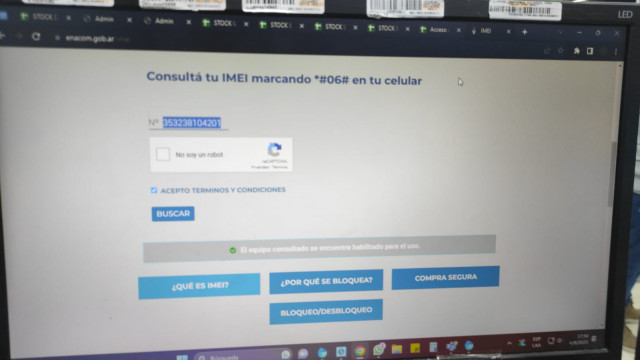 STOCK
Admin
Admin
STOCK
STOCK
STOCK
STOCK
Acceso
IMEI
enacom.gob.ar
Consultá tu IMEI marcando *#06# en tu celular
Nº 353238104201
No soy un robot
reCAPTCHA
Privacidad - Términos
ACEPTO TERMINOS Y CONDICIONES
BUSCAR
El equipo consultado se encuentra habilitado para el uso.
¿QUÉ ES IMEI?
¿POR QUÉ SE BLOQUEA?
COMPRA SEGURA
BLOQUEO/DESBLOQUEO
Búsqueda
ESP
LAA
LED